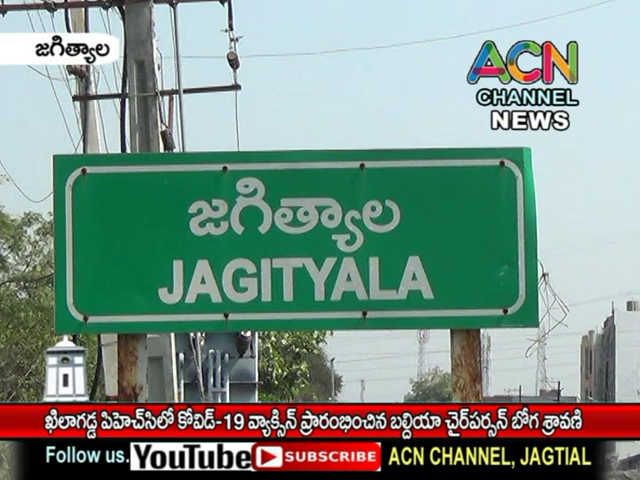 జగిత్యాల
ACN
CHANNEL
NEWS
జగిత్యాల
JAGITYALA
ఖిలాగడ్డ పిహెచ్‌సిలో కోవిడ్-19 వ్యాక్సిన్ ప్రారంభించిన బల్దియా చైర్‌పర్సన్ బోగ శ్రావణి
Follow us. YouTube SUBSCRIBE ACN CHANNEL, JAGTIAL